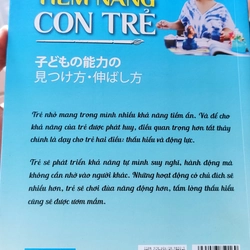 TIỀM NĂNG
CON TRẺ
子どもの能力の
見つけ方・伸ばし方
Trẻ nhỏ mang trong mình nhiều khả năng tiềm ẩn. Và để cho
khả năng của trẻ được phát huy, điều quan trọng hơn tất thảy
chính là dạy cho trẻ hai điều: thấu hiểu và động lực.
Trẻ sẽ phát triển khả năng tự mình suy nghĩ, hành động mà
không cần nhờ vào người khác. Những hoạt động có chủ đích sẽ
nhiều hơn, trẻ sẽ chơi đùa năng động hơn, tấm lòng thấu hiểu
cũng sẽ được ươm mầm.